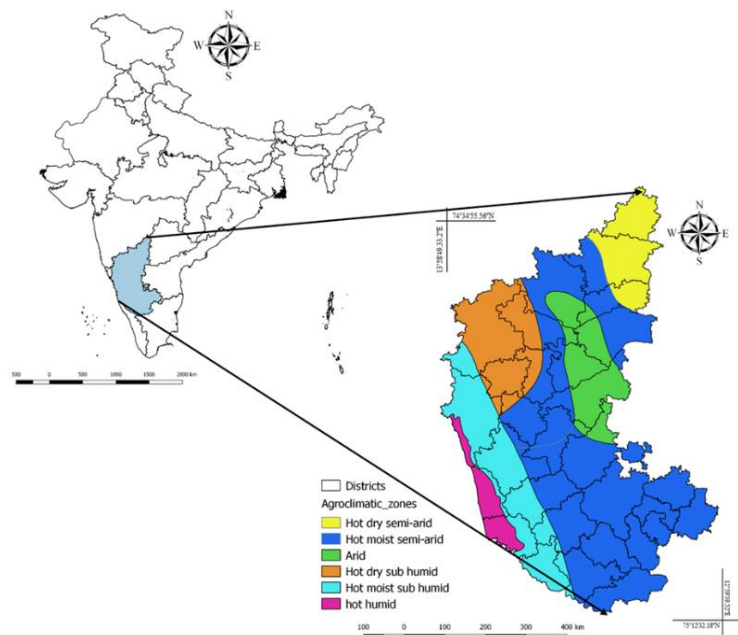 N
W E
S
500 0 500 1000 1500 2000 km
74°34'55.56"N
13°58'49.33.2"E
N
W E
S
Districts
Agroclimatic_zones
Hot dry semi-arid
Hot moist semi-arid
Arid
Hot dry sub humid
Hot moist sub humid
hot humid
100 0 100 200 300 400 km
75°12'32.18"N